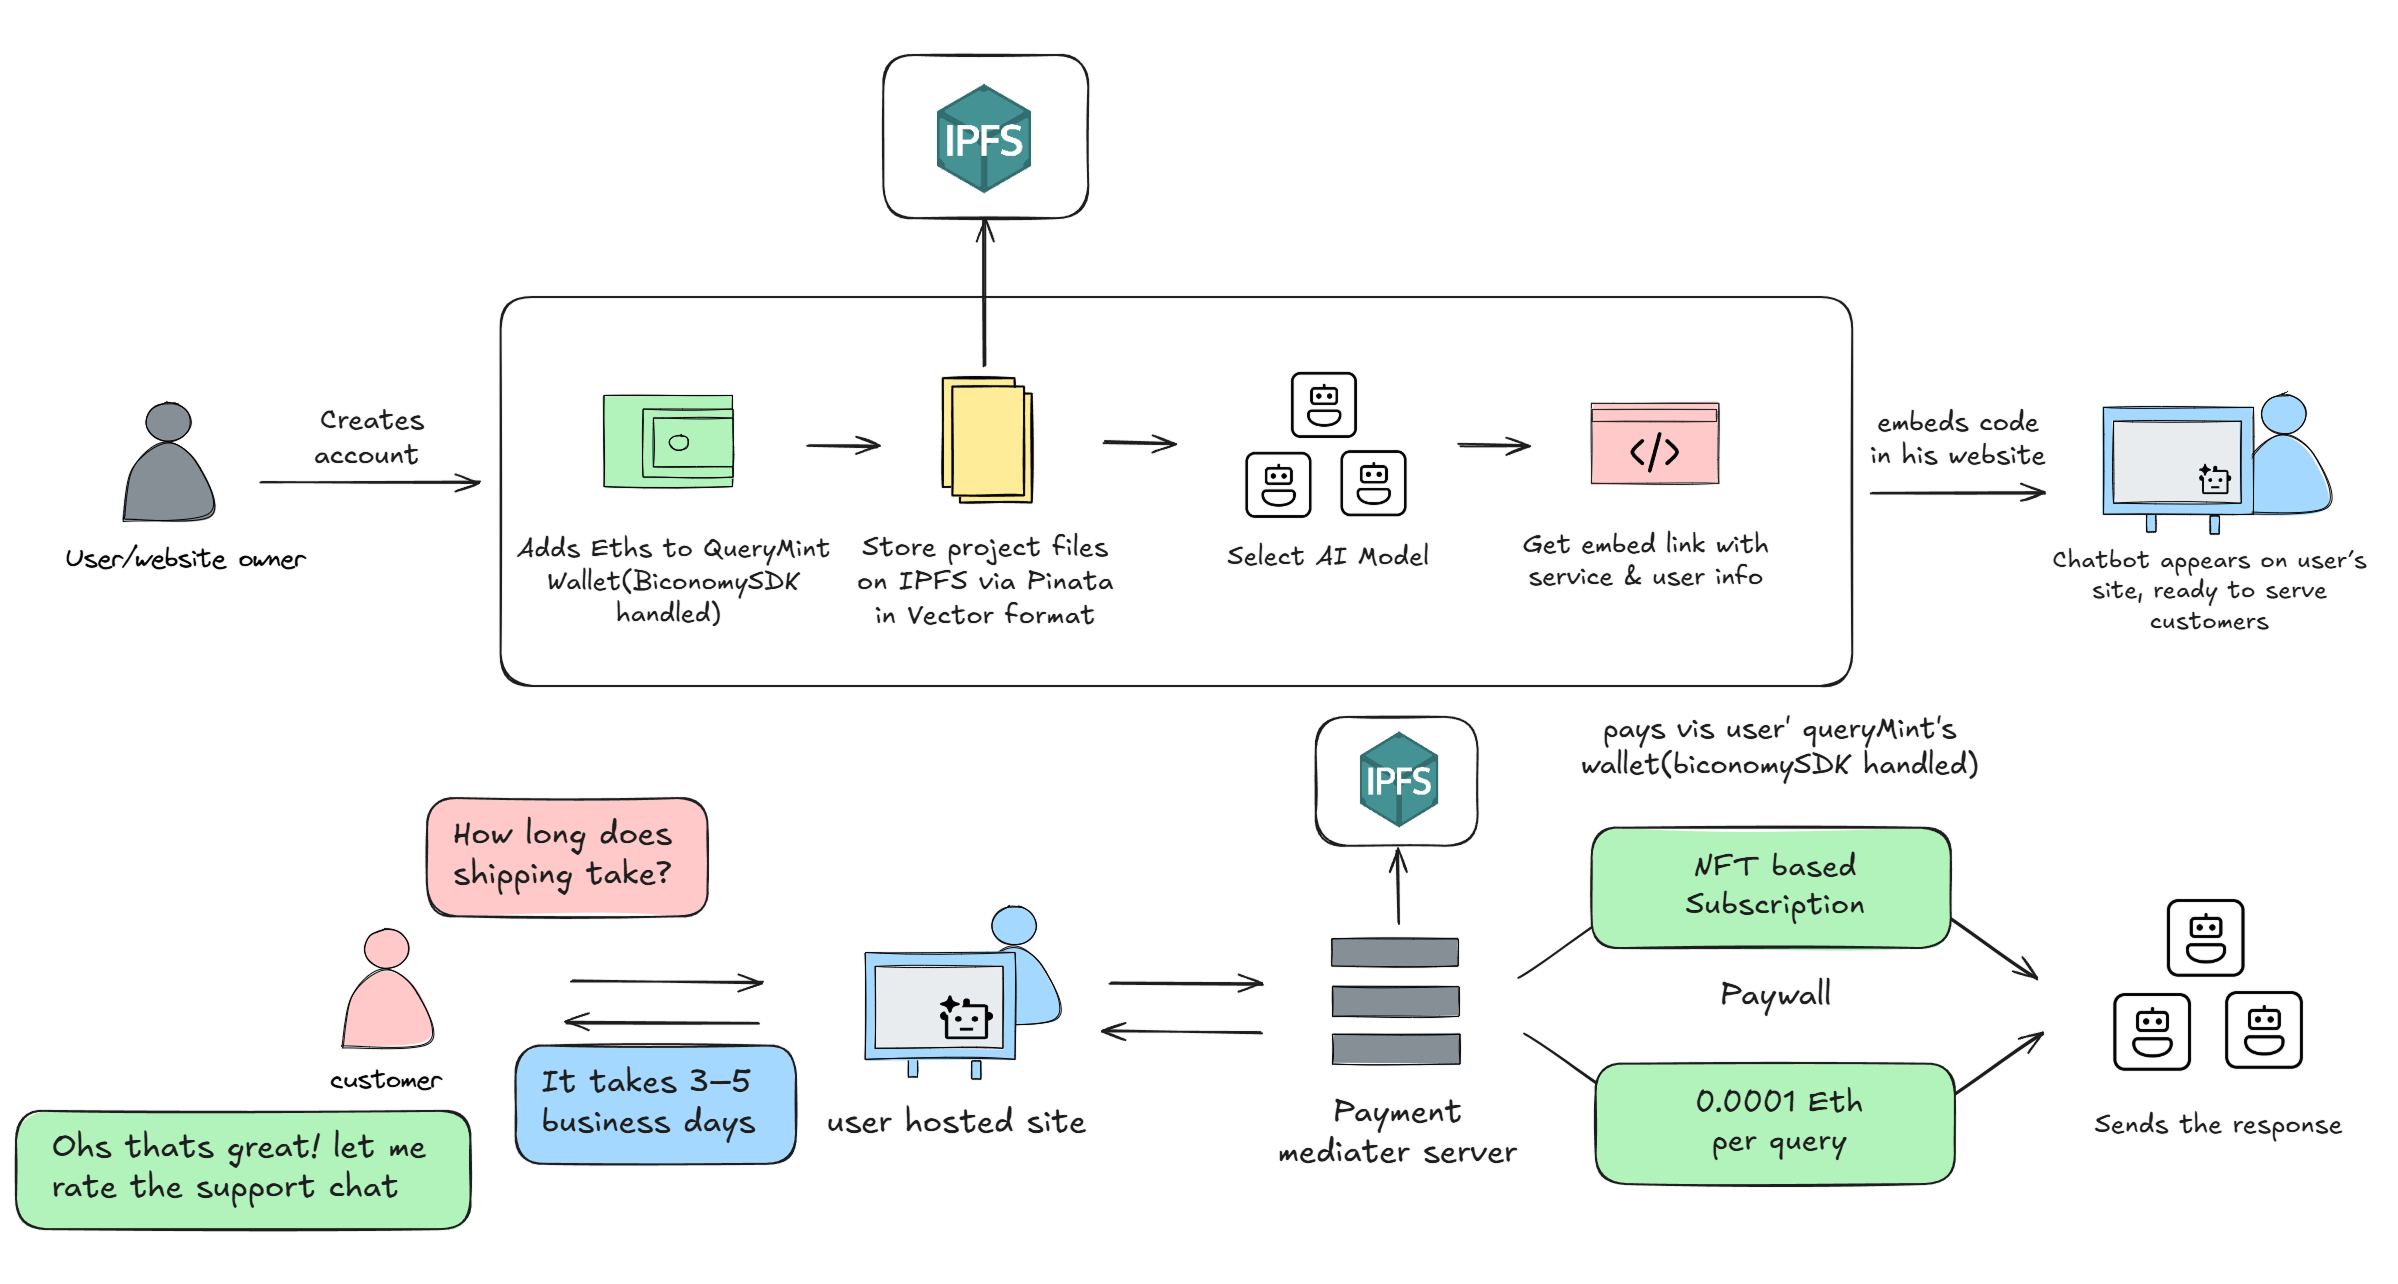 IPFS
Creates
account
User/website owner
Adds Eths to QueryMint
Wallet(BiconomySDK
handled)
Store project files
on IPFS via Pinata
in Vector format
Select AI Model
</>
Get embed link with
service & user info
embeds code
in his website
Chatbot appears on user's
site, ready to serve
customers
How long does
shipping take?
customer
Ohs thats great! let me
rate the support chat
It takes 3–5
business days
user hosted site
IPFS
Payment
mediater server
pays vis user' queryMint's
wallet(biconomySDK handled)
NFT based
Subscription
Paywall
0.0001 Eth
per query
Sends the response